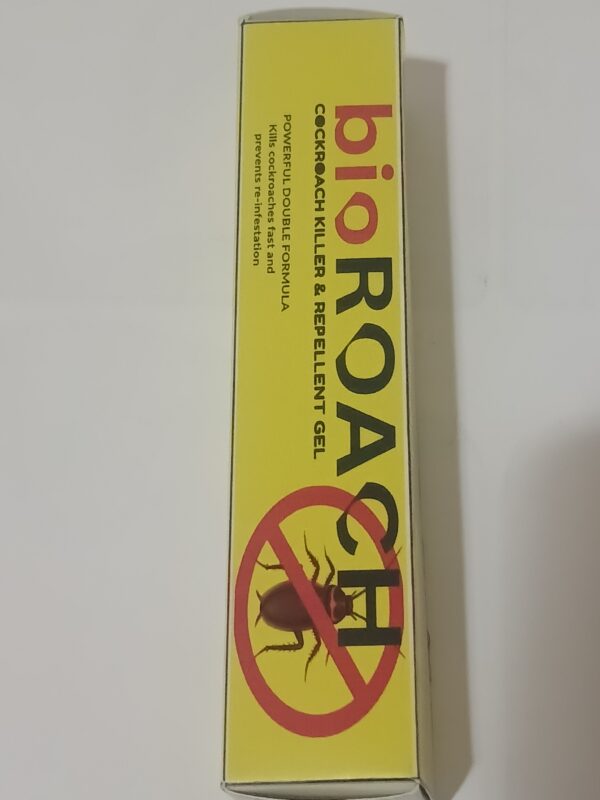 bioROACH
COCKROACH KILLER & REPELLENT GEL
POWERFUL DOUBLE FORMULA
Kills cockroaches fast and
prevents re-infestation